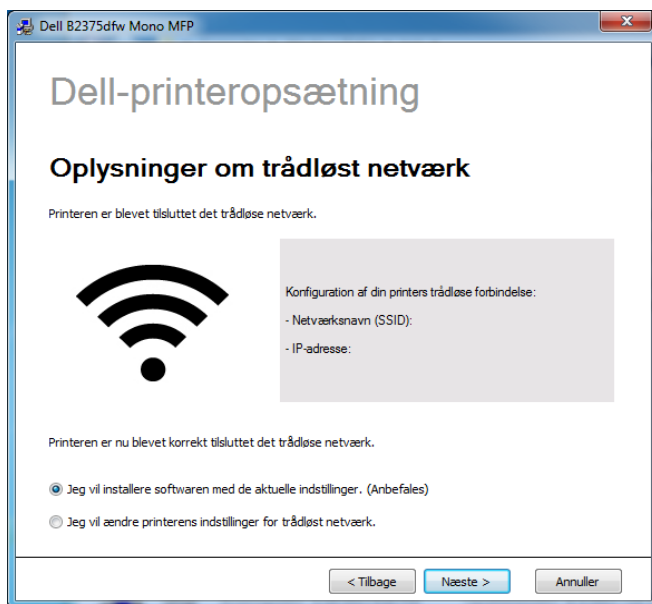 Dell B2375dfw Mono MFP
Dell-printeropsætning
Oplysninger om trådløst netværk
Printeren er blevet tilsluttet det trådløse netværk.
Konfiguration af din printers trådløse forbindelse:
- Netværksnavn (SSID):
- IP-adresse:
Printeren er nu blevet korrekt tilsluttet det trådløse netværk.
Jeg vil installere softwaren med de aktuelle indstillinger. (Anbefales)
Jeg vil ændre printerens indstillinger for trådløst netværk.
< Tilbage Næste > Annuller